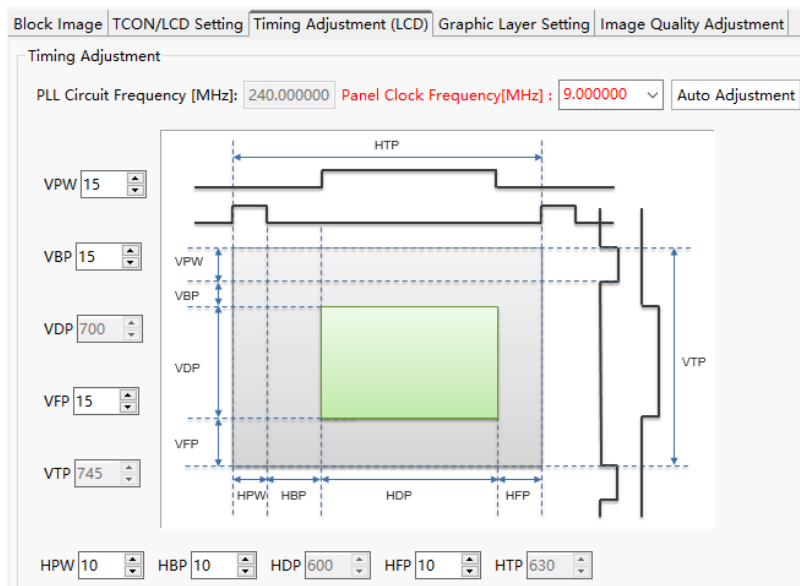 Block Image TCON/LCD Setting Timing Adjustment (LCD) Graphic Layer Setting Image Quality Adjustment
Timing Adjustment
PLL Circuit Frequency [MHz]: 240.000000 Panel Clock Frequency[MHz] : 9.000000 Auto Adjustment
HTP
VPW 15
VBP 15
VPW
VBP
VDP 700
VDP
VTP
VFP 15
VFP
VTP 745
HPW HBP HDP HFP
HPW 10 HBP 10 HDP 600 HFP 10 HTP 630